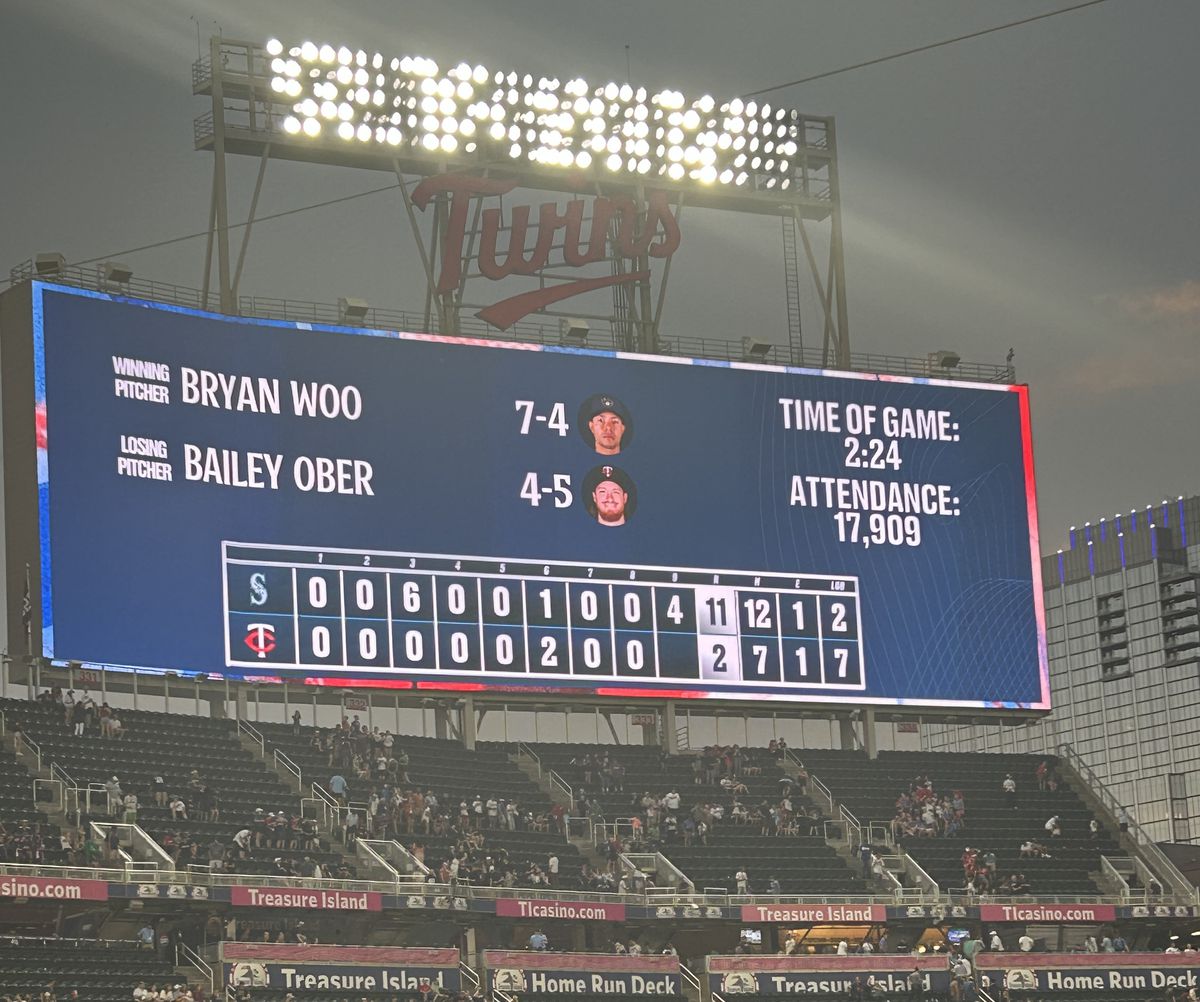 Twins
WINNING
PITCHER BRYAN WOO 7-4
LOSING
PITCHER BAILEY OBER 4-5
TIME OF GAME:
2:24
ATTENDANCE:
17,909
1 2 3 4 5 6 7 8 9 R H E LOB
S 0 0 6 0 0 1 0 0 4 11 12 1 2
TC 0 0 0 0 0 2 0 0 2 7 1 7
331 332 333
sino.com Treasure Island TIcasino.com Treasure Island TIcasino.com
Treasure Island Home Run Deck Treasure Island Home Run Deck